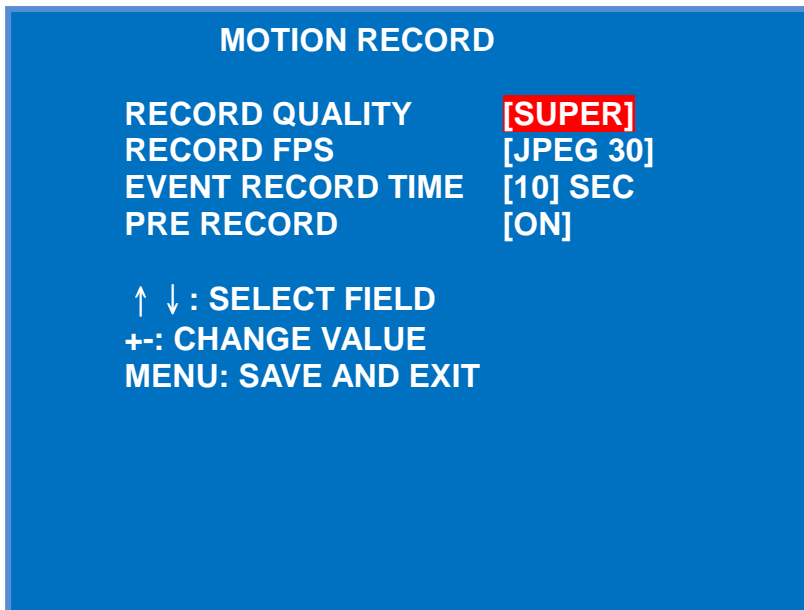 MOTION RECORD
RECORD QUALITY [SUPER]
RECORD FPS [JPEG 30]
EVENT RECORD TIME [10] SEC
PRE RECORD [ON]
↑↓: SELECT FIELD
+-: CHANGE VALUE
MENU: SAVE AND EXIT